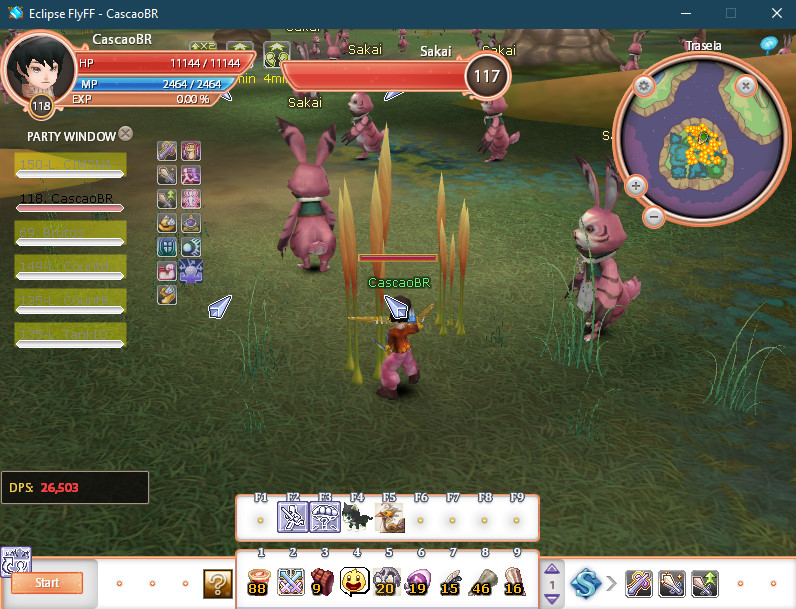 Eclipse FlyFF - CascaoBR
CascaoBR
HP 11144 / 11144
MP 2464 / 2464
EXP 0.00 %
118
4m
Sakai
Sakai
Sakai
117
Sakai
Trasela
PARTY WINDOW
118. CascaoBR
CascaoBR
DPS: 26,503
F1 F2 F3 F4 F5 F6 F7 F8 F9
1 2 3 4 5 6 7 8 9
88 9 20 19 15 46 16
1
Start